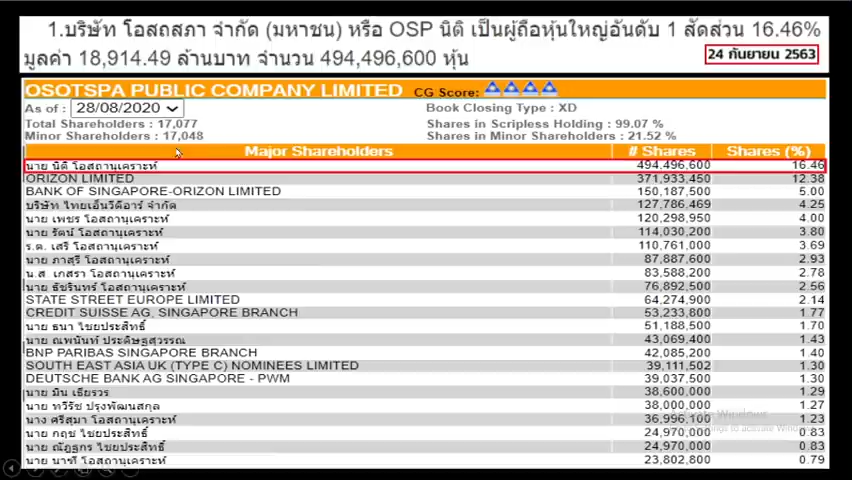 1.บริษัท โอสถสภา จำกัด (มหาชน) หรือ OSP นิติ เป็นผู้ถือหุ้นใหญ่อันดับ 1 สัดส่วน 16.46%
มูลค่า 18,914.49 ล้านบาท จำนวน 494,496,600 หุ้น
24 กันยายน 2563
OSOTSPA PUBLIC COMPANY LIMITED CG Score:
As of : 28/08/2020 Book Closing Type : XD
Total Shareholders : 17,077 Shares in Scripless Holding : 99.07 %
Minor Shareholders : 17,048 Shares in Minor Shareholders : 21.52 %
Major Shareholders # Shares Shares (%)
นาย นิติ โอสถานุเคราะห์ 494,496,600 16.46
ORIZON LIMITED 371,933,450 12.38
BANK OF SINGAPORE-ORIZON LIMITED 150,187,500 5.00
บริษัท ไทยเอ็นวีดีอาร์ จำกัด 127,786,469 4.25
นาย เพชร โอสถานุเคราะห์ 120,298,950 4.00
นาย รัตน์ โอสถานุเคราะห์ 114,030,200 3.80
ร.ต. เสรี โอสถานุเคราะห์ 110,761,000 3.69
นาย ภาสุรี โอสถานุเคราะห์ 87,887,600 2.93
น.ส. เกสรา โอสถานุเคราะห์ 83,588,200 2.78
นาย ธัชรินทร์ โอสถานุเคราะห์ 76,892,500 2.56
STATE STREET EUROPE LIMITED 64,274,900 2.14
CREDIT SUISSE AG, SINGAPORE BRANCH 53,233,800 1.77
นาย ธนา ไชยประสิทธิ์ 51,188,500 1.70
นาย ณพนันท์ ประดิษฐสุวรรณ 43,069,400 1.43
BNP PARIBAS SINGAPORE BRANCH 42,085,200 1.40
SOUTH EAST ASIA UK (TYPE C) NOMINEES LIMITED 39,111,502 1.30
DEUTSCHE BANK AG SINGAPORE - PWM 39,037,500 1.30
นาย มิน เธียรวร 38,600,000 1.29
นาย ทวีรัช ปรุงพัฒนสกุล 38,000,000 1.27
นาง ศรีสุมา โอสถานุเคราะห์ 36,996,000 1.23
นาย กฤช ไชยประสิทธิ์ 24,970,000 0.83
นาย ณัฏฐกร ไชยประสิทธิ์ 24,970,000 0.83
นาย นาฑี โอสถานุเคราะห์ 23,802,800 0.79